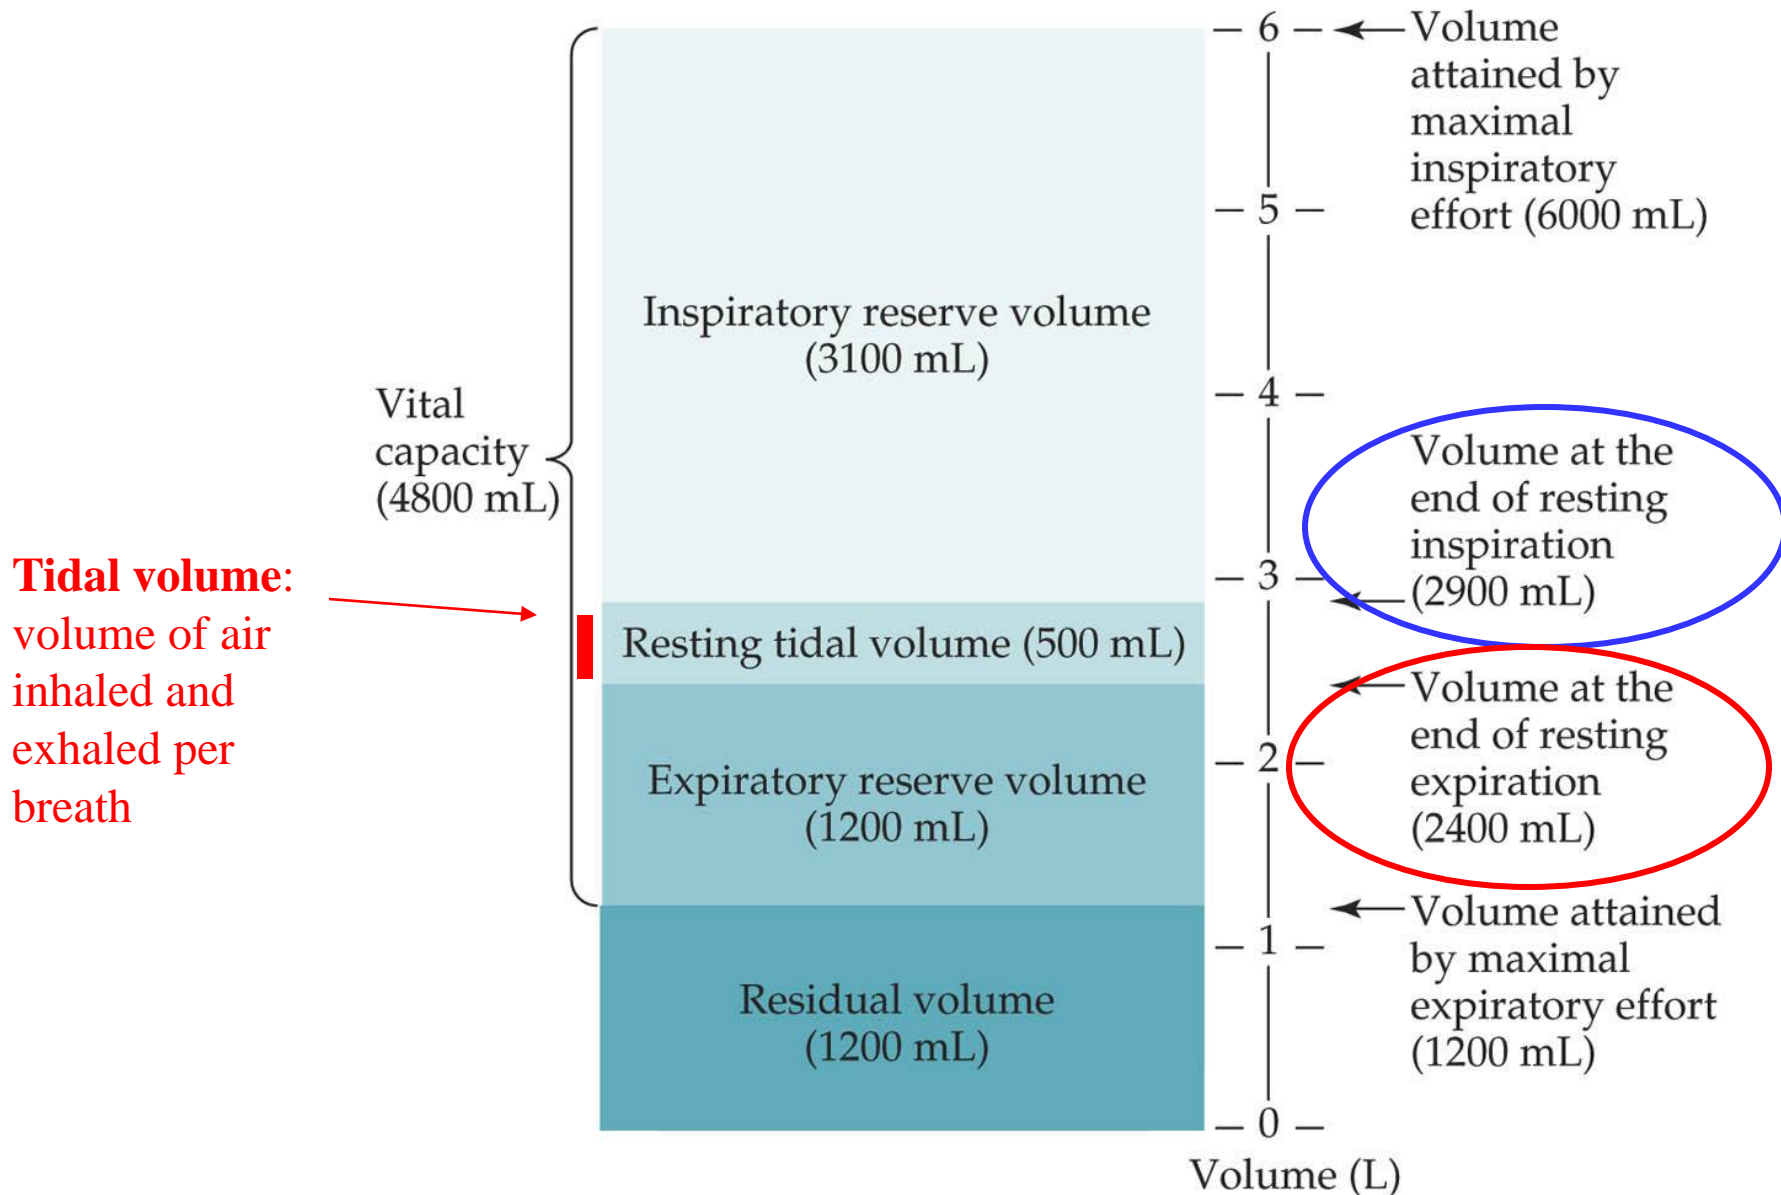 Tidal volume:
volume of air
inhaled and
exhaled per
breath
Vital
capacity
(4800 mL)
Inspiratory reserve volume
(3100 mL)
Resting tidal volume (500 mL)
Expiratory reserve volume
(1200 mL)
Residual volume
(1200 mL)
6
5
4
3
2
1
0
Volume (L)
Volume
attained by
maximal
inspiratory
effort (6000 mL)
Volume at the
end of resting
inspiration
(2900 mL)
Volume at the
end of resting
expiration
(2400 mL)
Volume attained
by maximal
expiratory effort
(1200 mL)